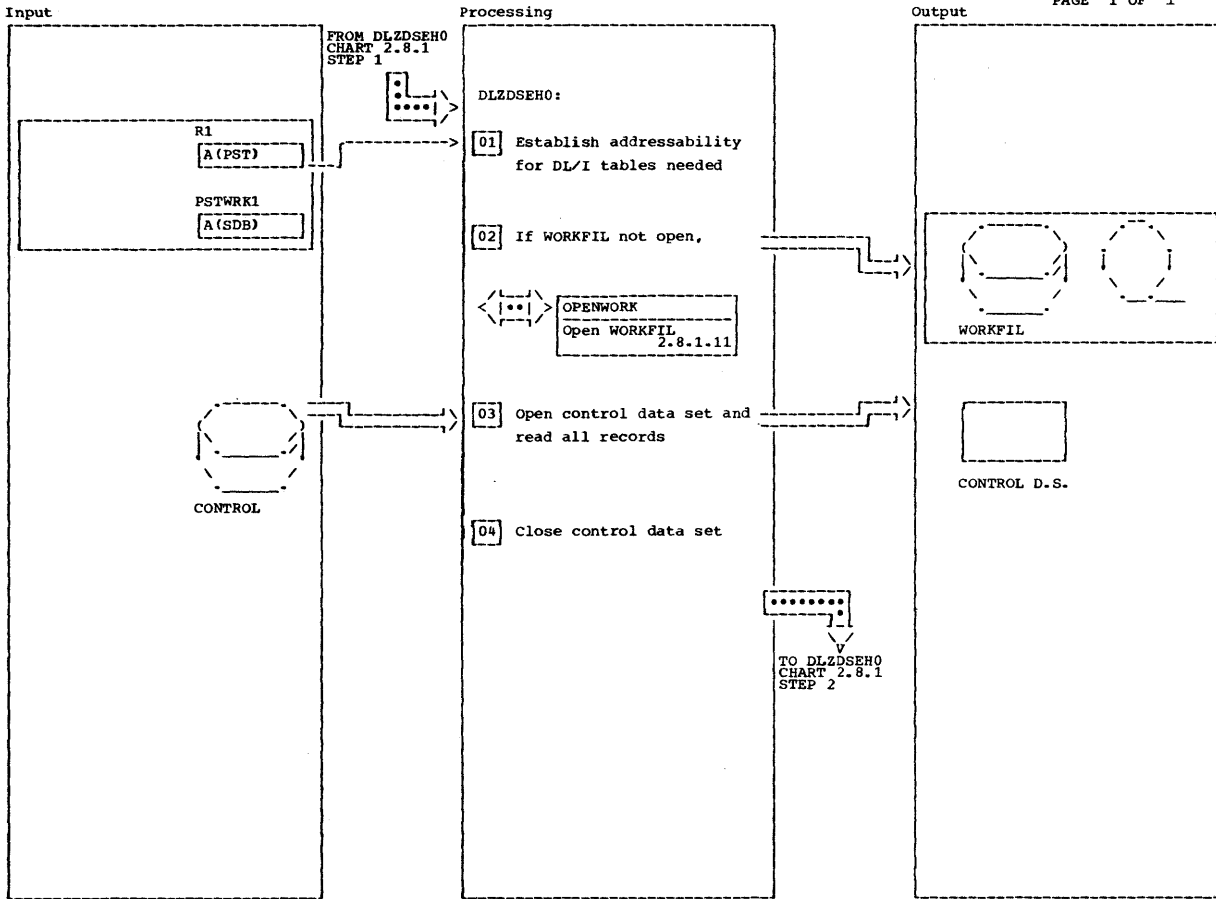 PAGE 1 OF 1
Input
Processing
Output
FROM DLZDSEH0
CHART 2.8.1
STEP 1
DLZDSEH0:
R1
A(PST)
01 Establish addressability
for DL/I tables needed
PSTWRK1
A(SDB)
02 If WORKFIL not open,
OPENWORK
Open WORKFIL
2.8.1.11
WORKFIL
03 Open control data set and
read all records
CONTROL
CONTROL D.S.
04 Close control data set
TO DLZDSEH0
CHART 2.8.1
STEP 2